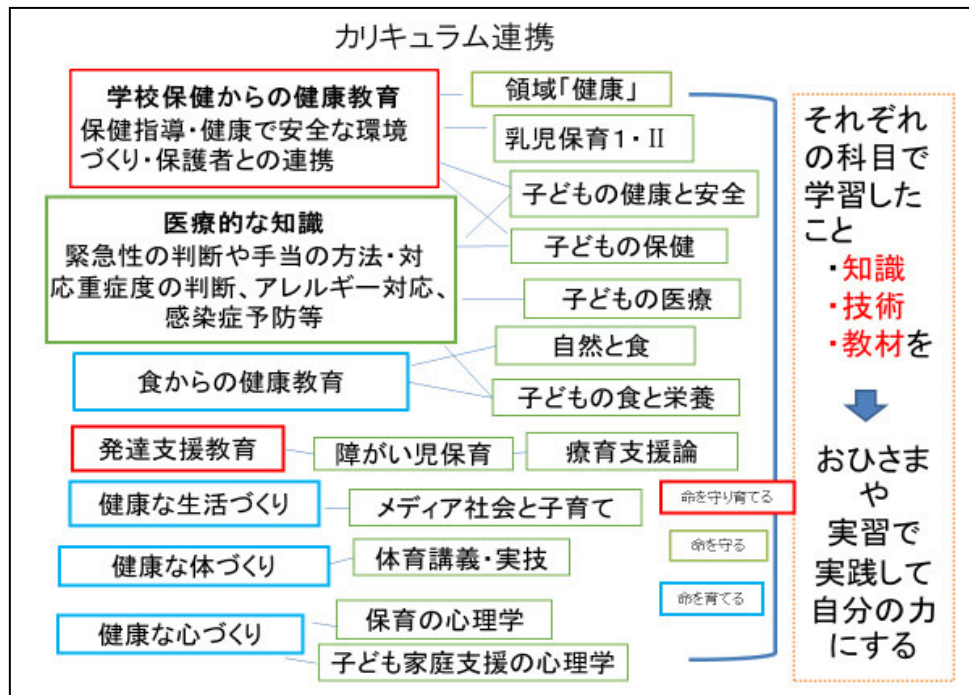 カリキュラム連携
学校保健からの健康教育
保健指導・健康で安全な環境
づくり・保護者との連携
医療的な知識
緊急性の判断や手当の方法・対
応重症度の判断、アレルギー対応、
感染症予防等
食からの健康教育
発達支援教育
健康な生活づくり
健康な体づくり
健康な心づくり
領域「健康」
乳児保育1・Ⅱ
子どもの健康と安全
子どもの保健
子どもの医療
自然と食
子どもの食と栄養
障がい児保育
療育支援論
メディア社会と子育て
体育講義・実技
保育の心理学
子ども家庭支援の心理学
命を守り育てる
命を守る
命を育てる
それぞれ
の科目で
学習した
こと
・知識
・技術
・教材を
おひさま
や
実習で
実践して
自分の力
にする